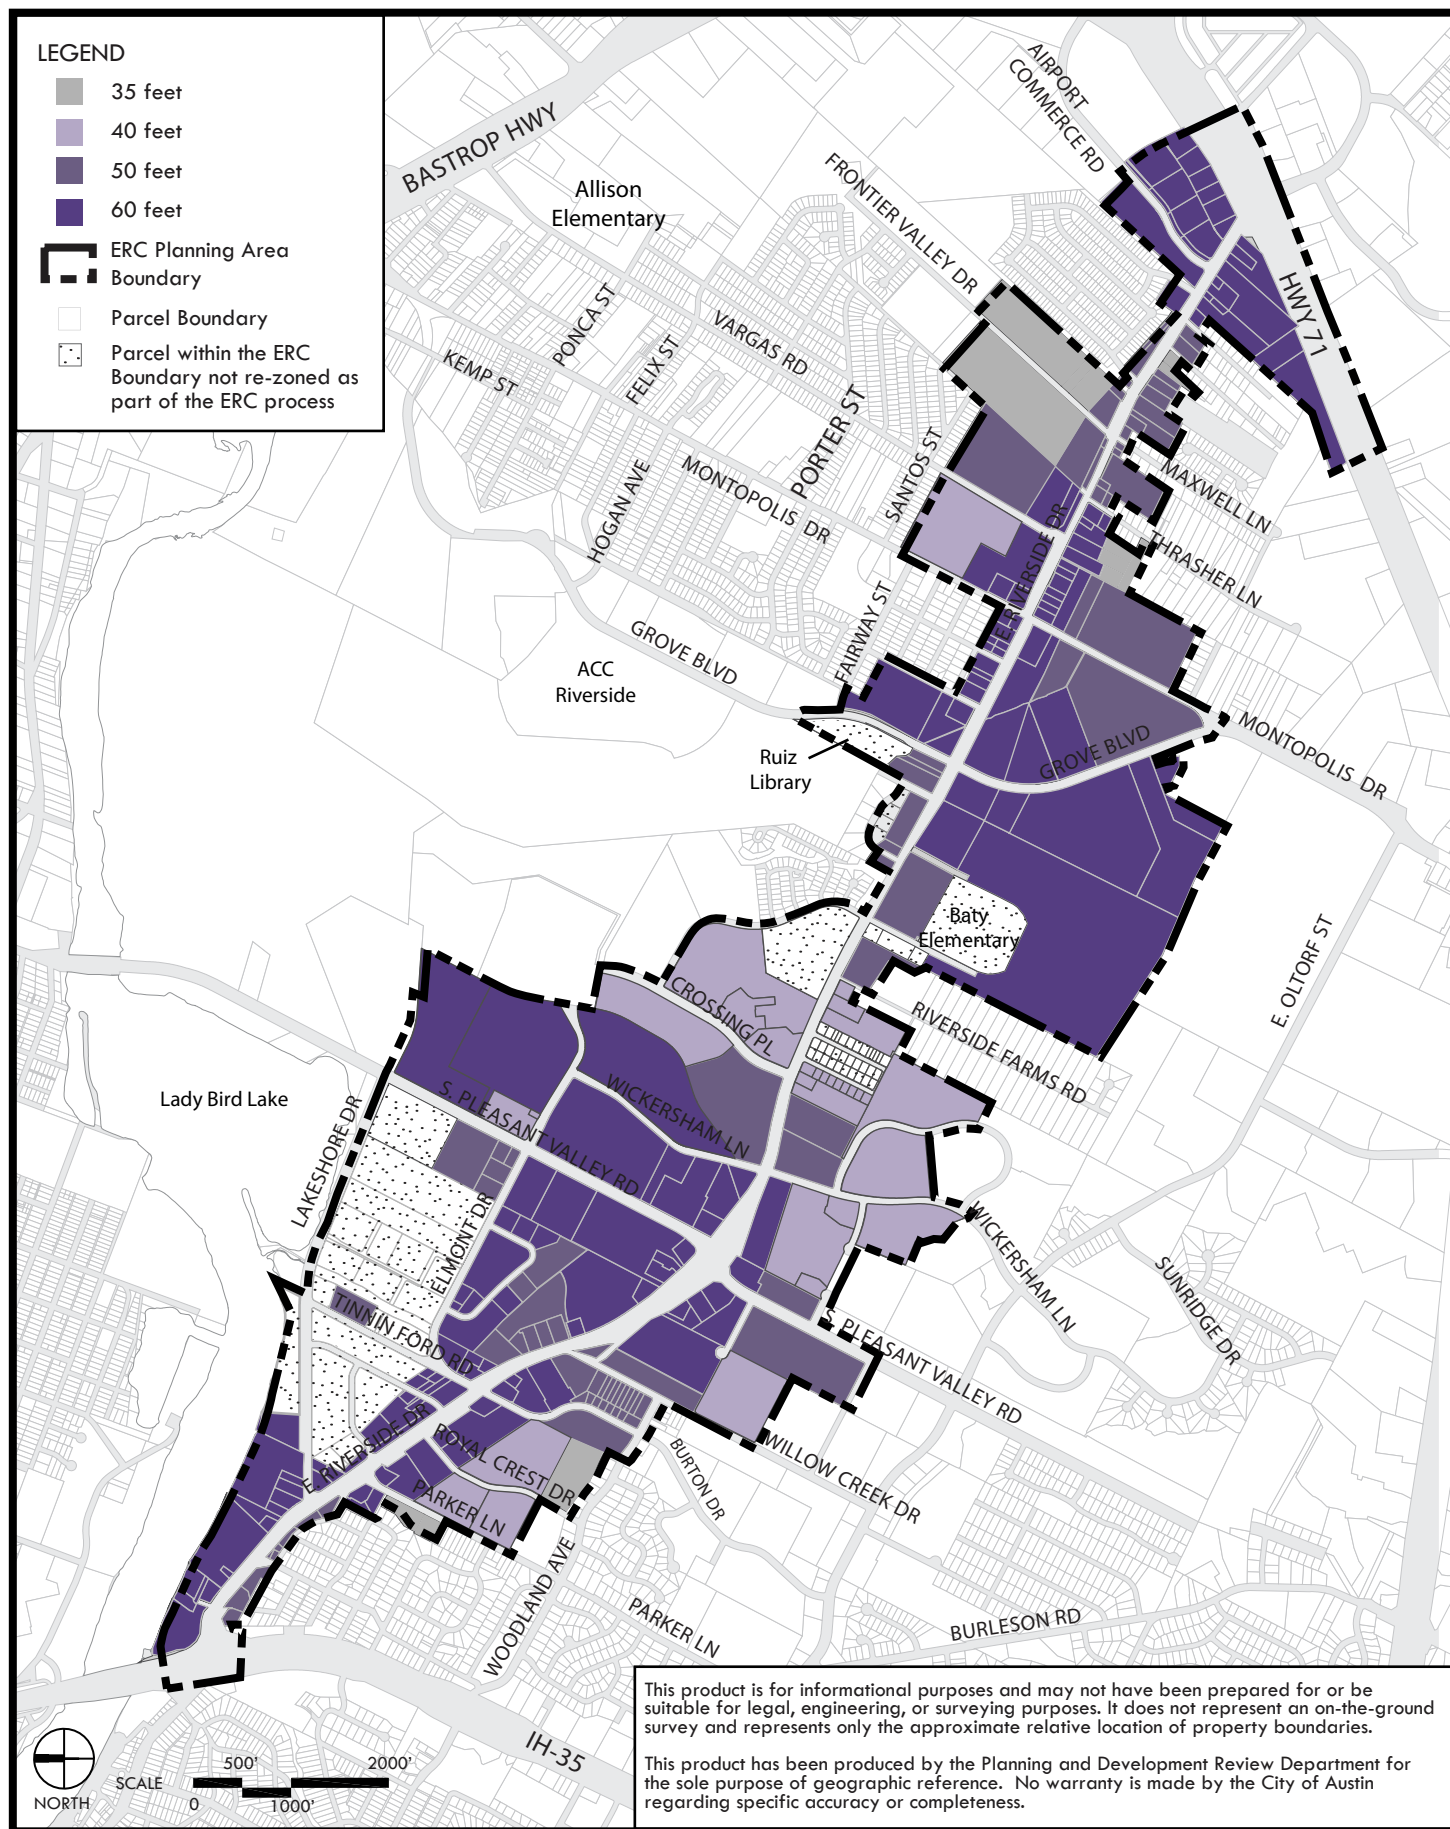 LEGEND
35 feet
40 feet
50 feet
60 feet
ERC Planning Area
Boundary
Parcel Boundary
Parcel within the ERC
Boundary not re-zoned as
part of the ERC process
BASTROP HWY
AIRPORT
COMMERCE RD
Allison
Elementary
FRONTIER VALLEY DR
HWY 71
PONCA ST
VARGAS RD
FELIX ST
KEMP ST
PORTER ST
SANTOS ST
MONTOPOLIS DR
HOGAN AVE
MAXWELL LN
THRASHER LN
E. RIVERSIDE DR
FAIRWAY ST
GROVE BLVD
ACC
Riverside
Ruiz
Library
GROVE BLVD
MONTOPOLIS DR
Baty
Elementary
E. OLTORF ST
CROSSING PL
RIVERSIDE FARMS RD
Lady Bird Lake
LAKESHORE DR
S. PLEASANT VALLEY RD
WICKERSHAM LN
ELMONT DR
WICKERSHAM LN
SUNRIDGE DR
TINNIN FORD RD
S. PLEASANT VALLEY RD
E. RIVERSIDE DR
ROYAL CREST DR
PARKER LN
BURTON DR
WILLOW CREEK DR
WOODLAND AVE
PARKER LN
BURLESON RD
IH-35
NORTH
SCALE
500'
2000'
0
1000'
This product is for informational purposes and may not have been prepared for or be
suitable for legal, engineering, or surveying purposes. It does not represent an on-the-ground
survey and represents only the approximate relative location of property boundaries.
This product has been produced by the Planning and Development Review Department for
the sole purpose of geographic reference. No warranty is made by the City of Austin
regarding specific accuracy or completeness.